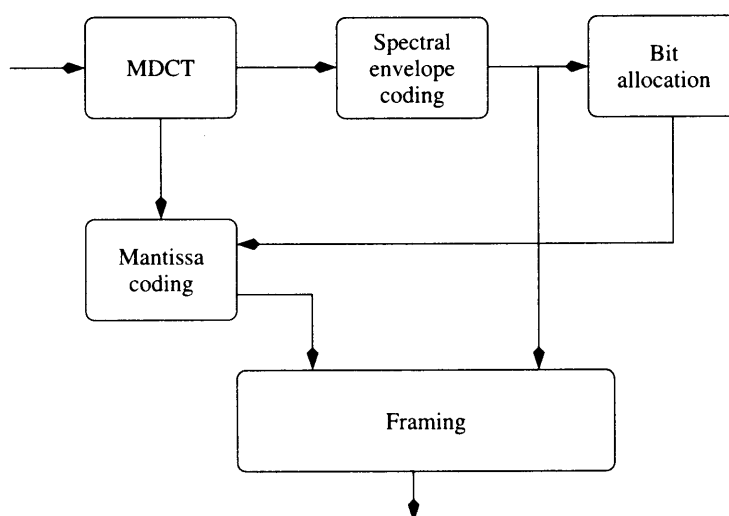 MDCT
Spectral
envelope
coding
Bit
allocation
Mantissa
coding
Framing